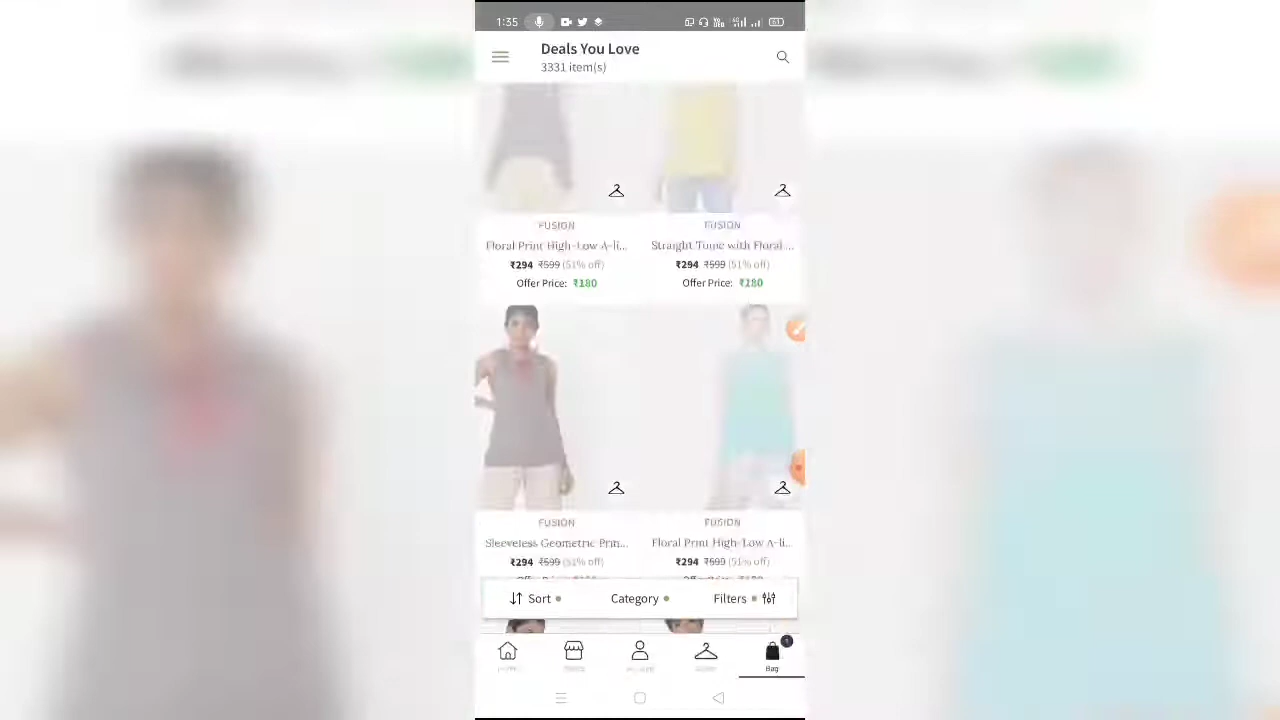 1:35
Deals You Love
3331 item(s)
FUSION FUSION
Floral Print High-Low A-li... Straight Tunic with Floral ...
₹294 ₹599 (51% off) ₹294 ₹599 (51% off)
Offer Price: ₹180 Offer Price: ₹180
FUSION FUSION
Sleeveless Geometric Prin... Floral Print High-Low A-li...
₹294 ₹599 (51% off) ₹294 ₹599 (51% off)
Sort Category Filters
Bag